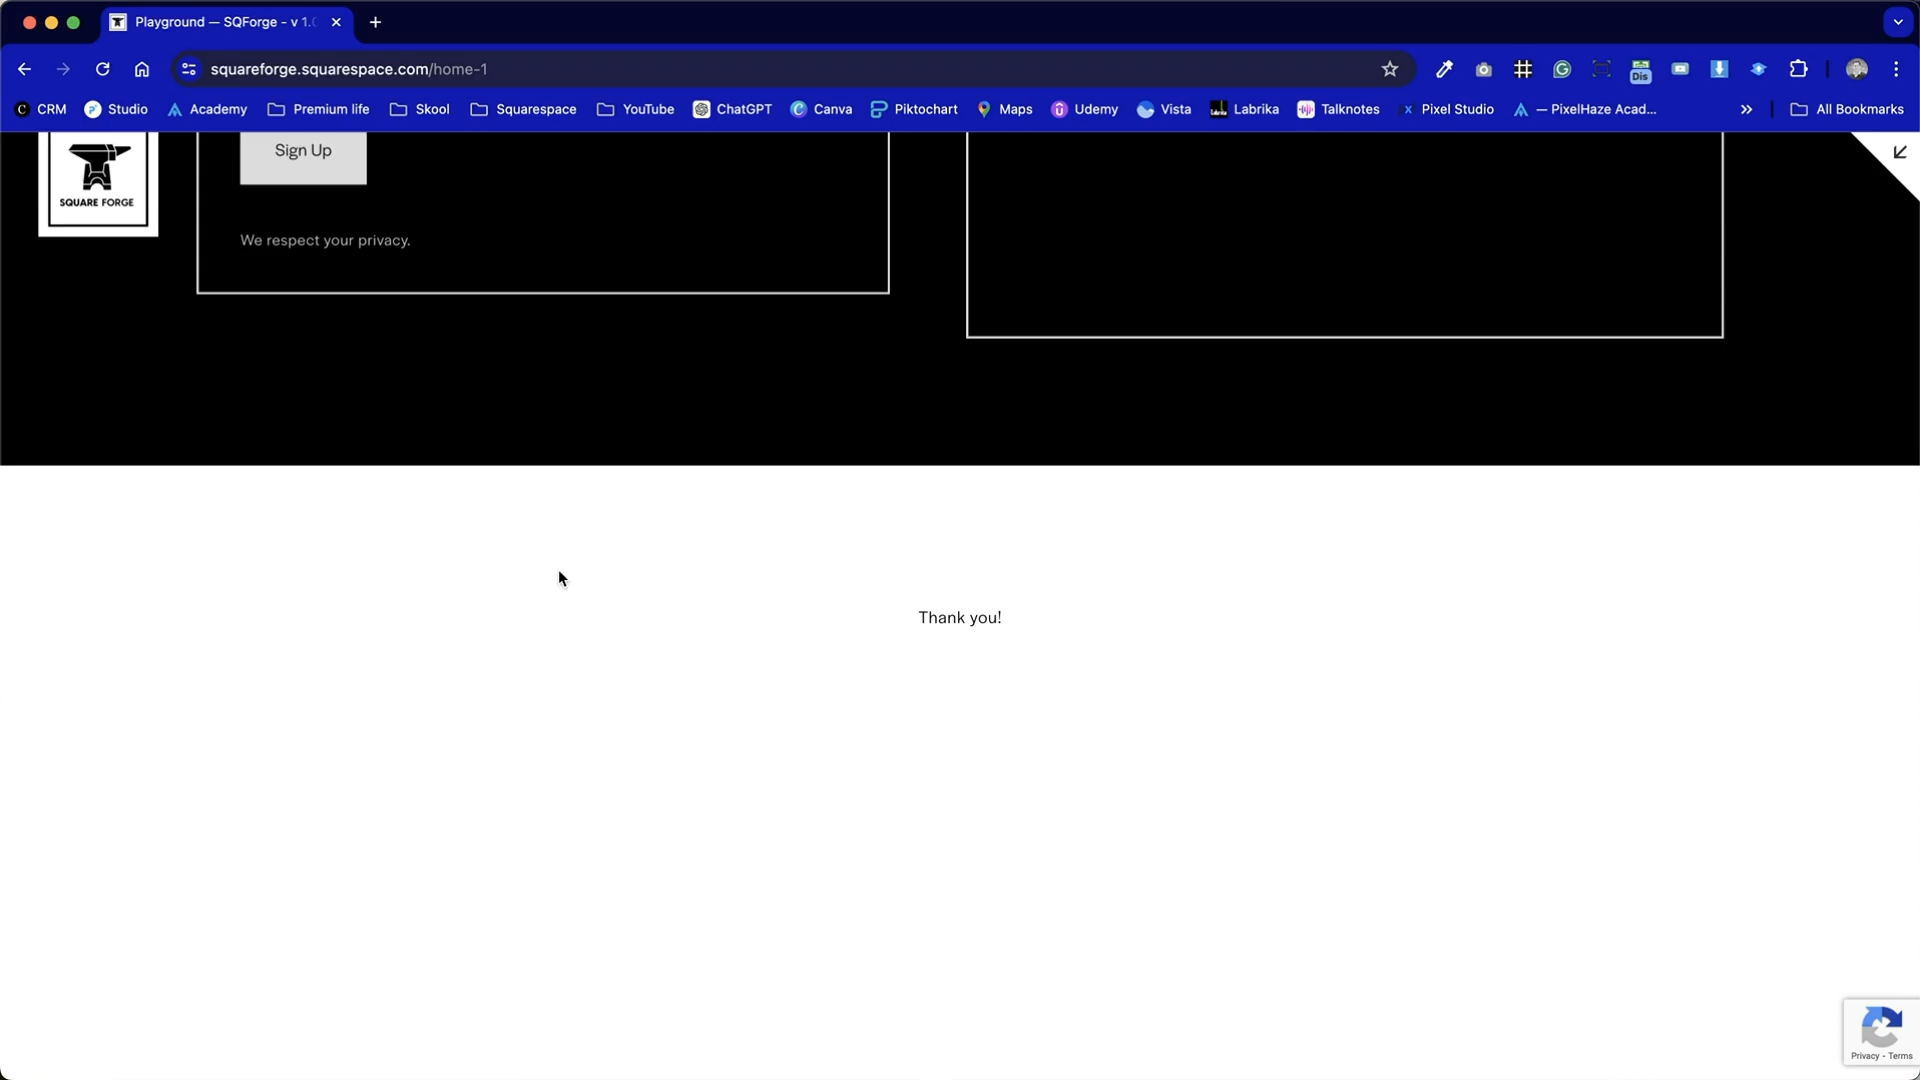 Playground — SQForge - v 1.
squareforge.squarespace.com/home-1
Dis
CRM
Studio
Academy
Premium life
Skool
Squarespace
YouTube
ChatGPT
Canva
Piktochart
Maps
Udemy
Vista
Labrika
Talknotes
Pixel Studio
— PixelHaze Acad...
All Bookmarks
Sign Up
SQUARE FORGE
We respect your privacy.
Thank you!
Privacy - Terms